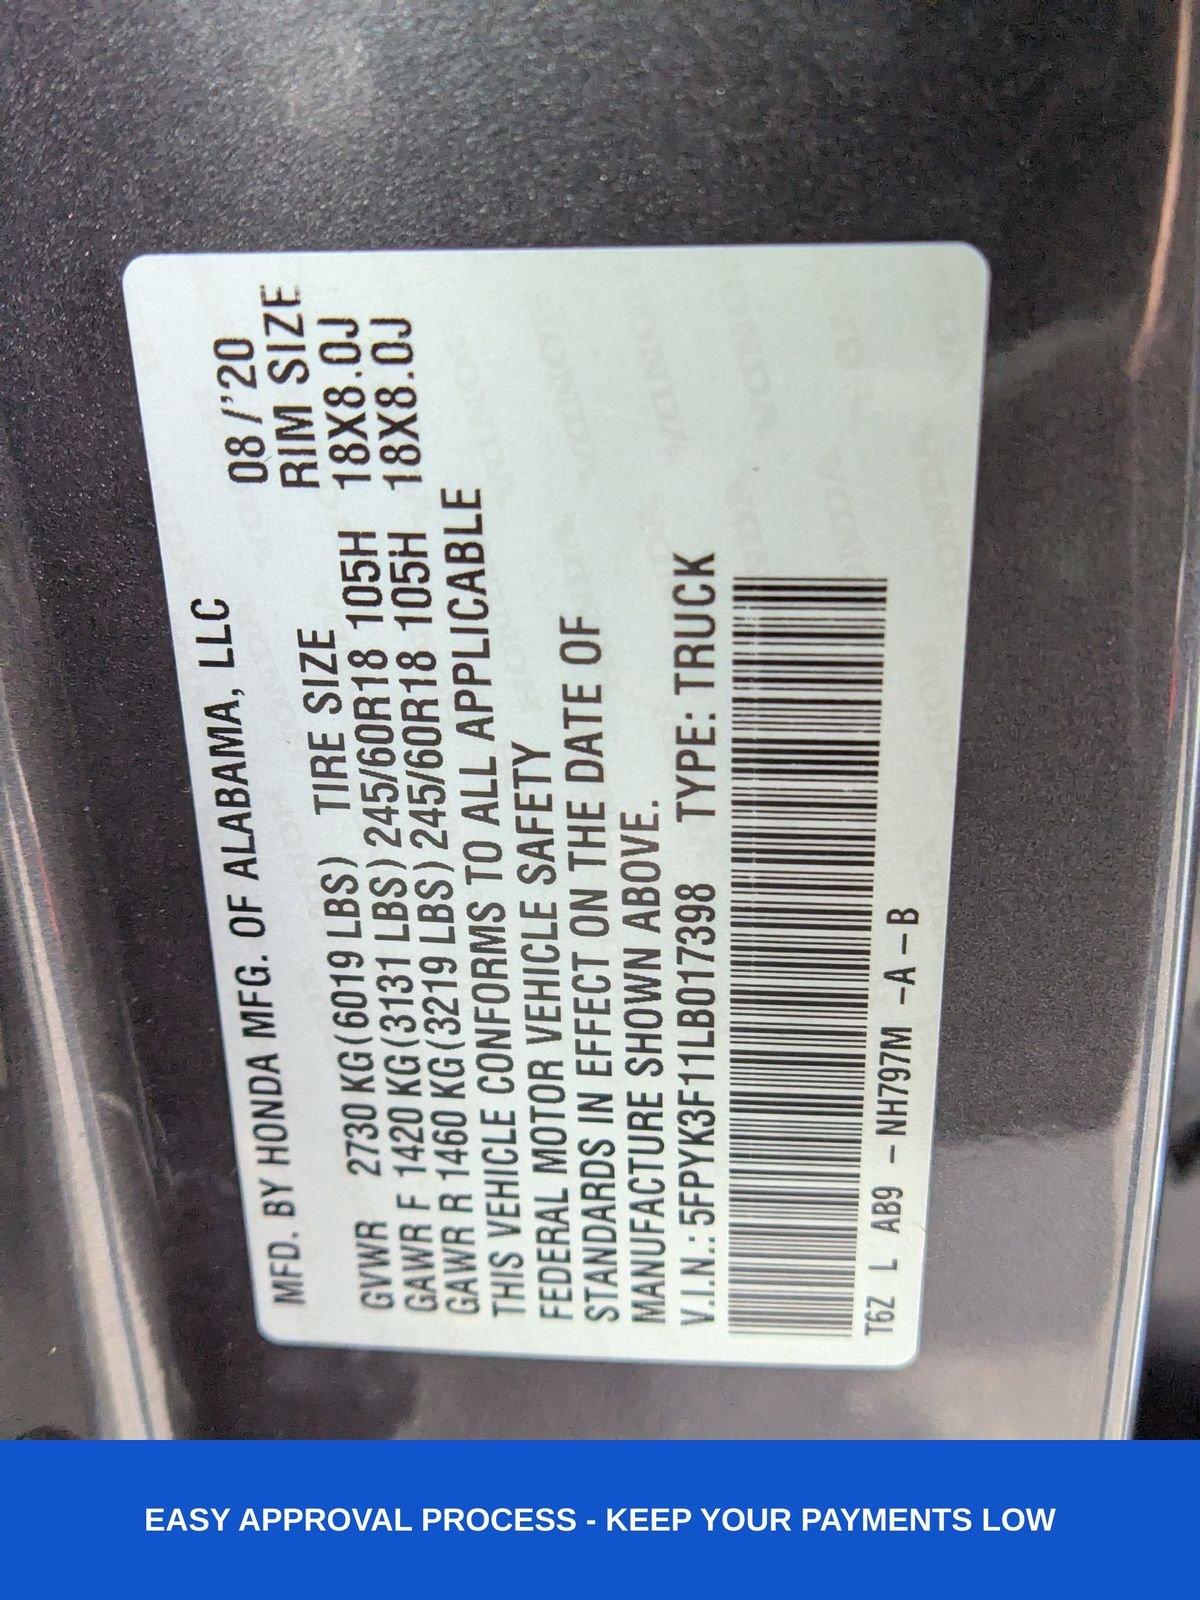 MFD. BY HONDA MFG. OF ALABAMA, LLC 08/'20
GVWR 2730 KG(6019 LBS) TIRE SIZE RIM SIZE
GAWR F 1420 KG(3131 LBS) 245/60R18 105H 18X8.0J
GAWR R 1460 KG(3219 LBS) 245/60R18 105H 18X8.0J
THIS VEHICLE CONFORMS TO ALL APPLICABLE
FEDERAL MOTOR VEHICLE SAFETY
STANDARDS IN EFFECT ON THE DATE OF
MANUFACTURE SHOWN ABOVE.
V.I.N.:5FPYK3F11LB017398 TYPE: TRUCK
T6Z L AB9 -NH797M -A-B
EASY APPROVAL PROCESS - KEEP YOUR PAYMENTS LOW